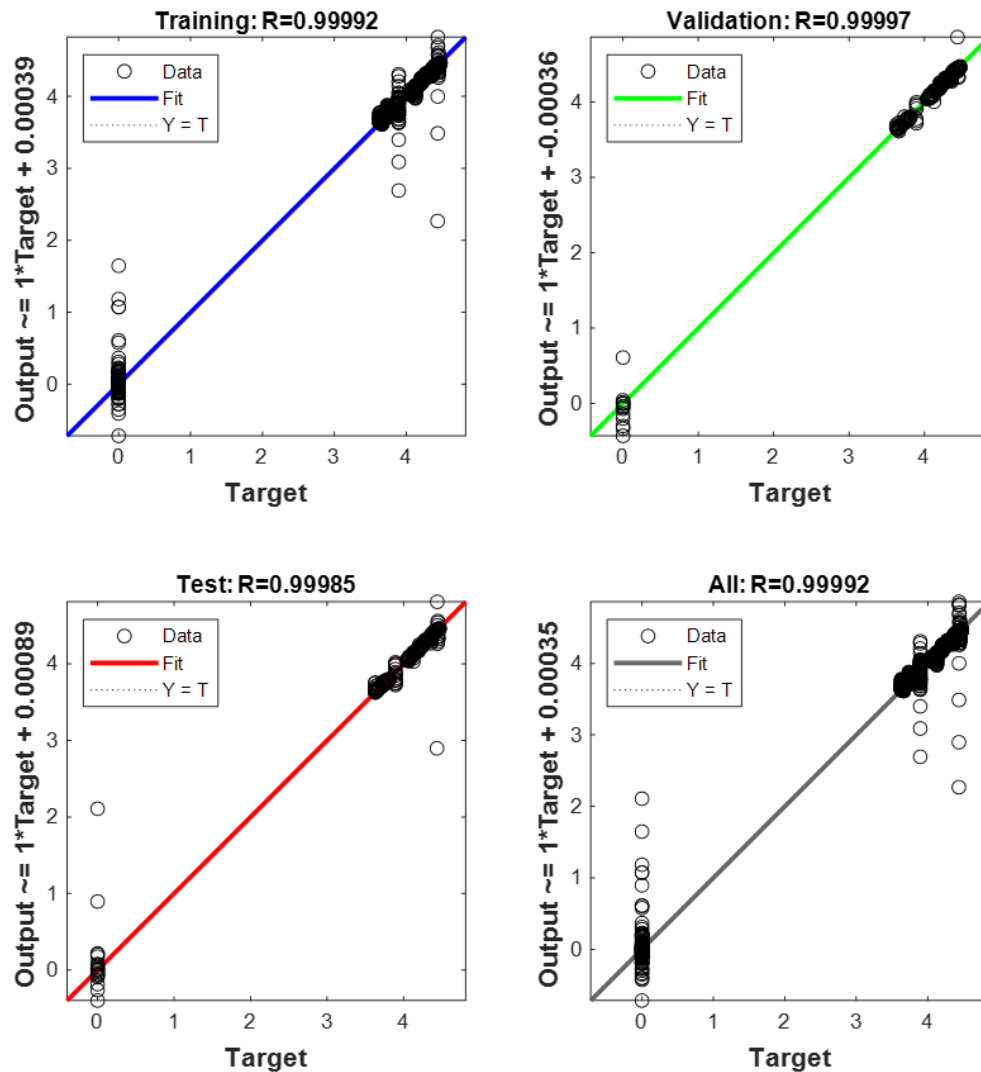 Training: R=0.99992
Data
Fit
Y = T
Output ~= 1*Target + 0.00039
4
3
2
1
0
0 1 2 3 4
Target
Validation: R=0.99997
Data
Fit
Y = T
Output ~= 1*Target + -0.00036
4
3
2
1
0
0 1 2 3 4
Target
Test: R=0.99985
Data
Fit
Y = T
Output ~= 1*Target + 0.00089
4
3
2
1
0
0 1 2 3 4
Target
All: R=0.99992
Data
Fit
Y = T
Output ~= 1*Target + 0.00035
4
3
2
1
0
0 1 2 3 4
Target